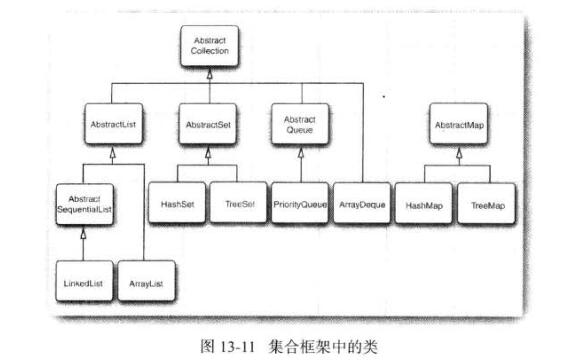 Abstract
Collection
AbstractList
AbstractSet
Abstract
Queue
AbstractMap
Abstract
SequentialList
HashSet
TreeSet
PriorityQueue
ArrayDeque
HashMap
TreeMap
LinkedList
ArrayList
图 13-11 集合框架中的类